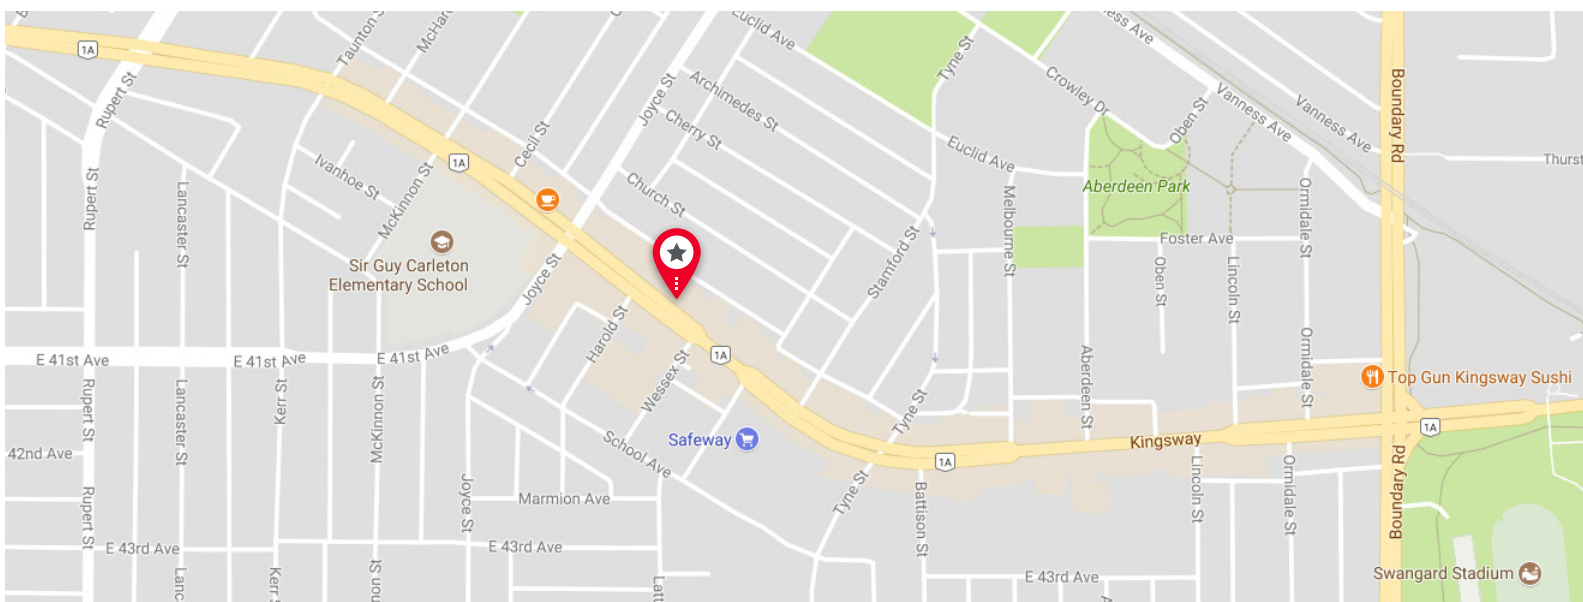 1A
Rupert St
Taunton S
McHard
Cecil St
Joyce St
Euclid Ave
Archimedes St
Cherry St
Church St
Tyne St
ess Ave
Crowley Dr
Oben St
Vanness Ave
Vanness Ave
Boundary Rd
Thurst
Euclid Ave
Aberdeen Park
Melbourne St
Ormidale St
Foster Ave
Oben St
Lincoln St
Stamford St
Ivanhoe St
McKinnon St
1A
Rupert St
Lancaster St
Sir Guy Carleton
Elementary School
Joyce St
Harold St
Wessex St
1A
E 41st Ave
E 41st Ave
E 41st Ave
Rupert St
Lancaster St
Kerr St
McKinnon St
Safeway
School Ave
Tyne St
Aberdeen St
Ormidale St
Top Gun Kingsway Sushi
Kingsway
1A
1A
42nd Ave
Rupert St
Joyce St
Marmion Ave
Tyne St
Battison St
Lincoln St
Ormidale St
Boundary Rd
E 43rd Ave
E 43rd Ave
E 43rd Ave
Lanc
Kerr S
non St
Latt
A
Swangard Stadium